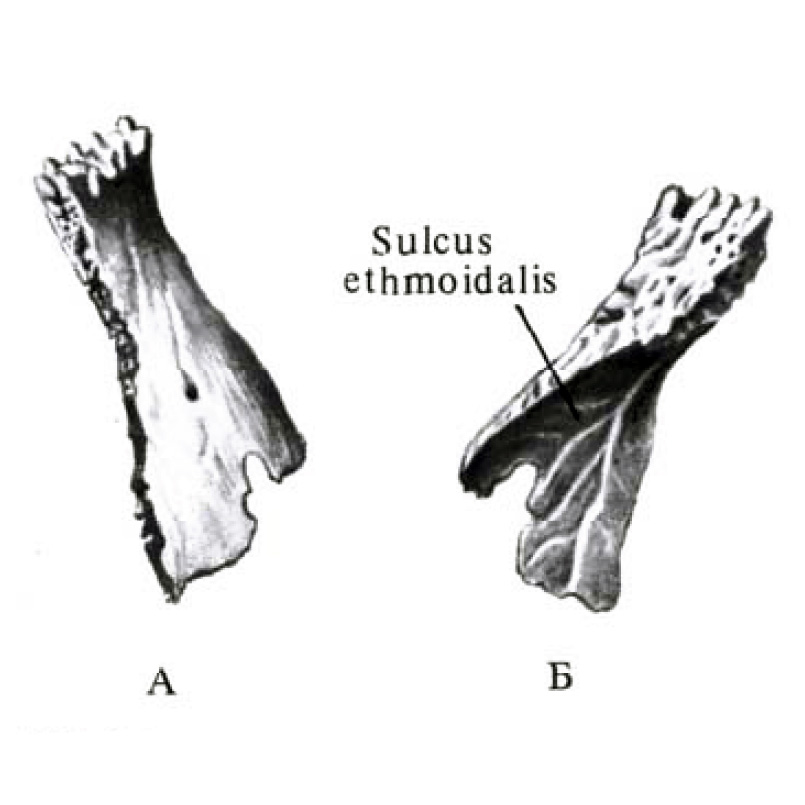 Sulcus
ethmoidalis
А
Б